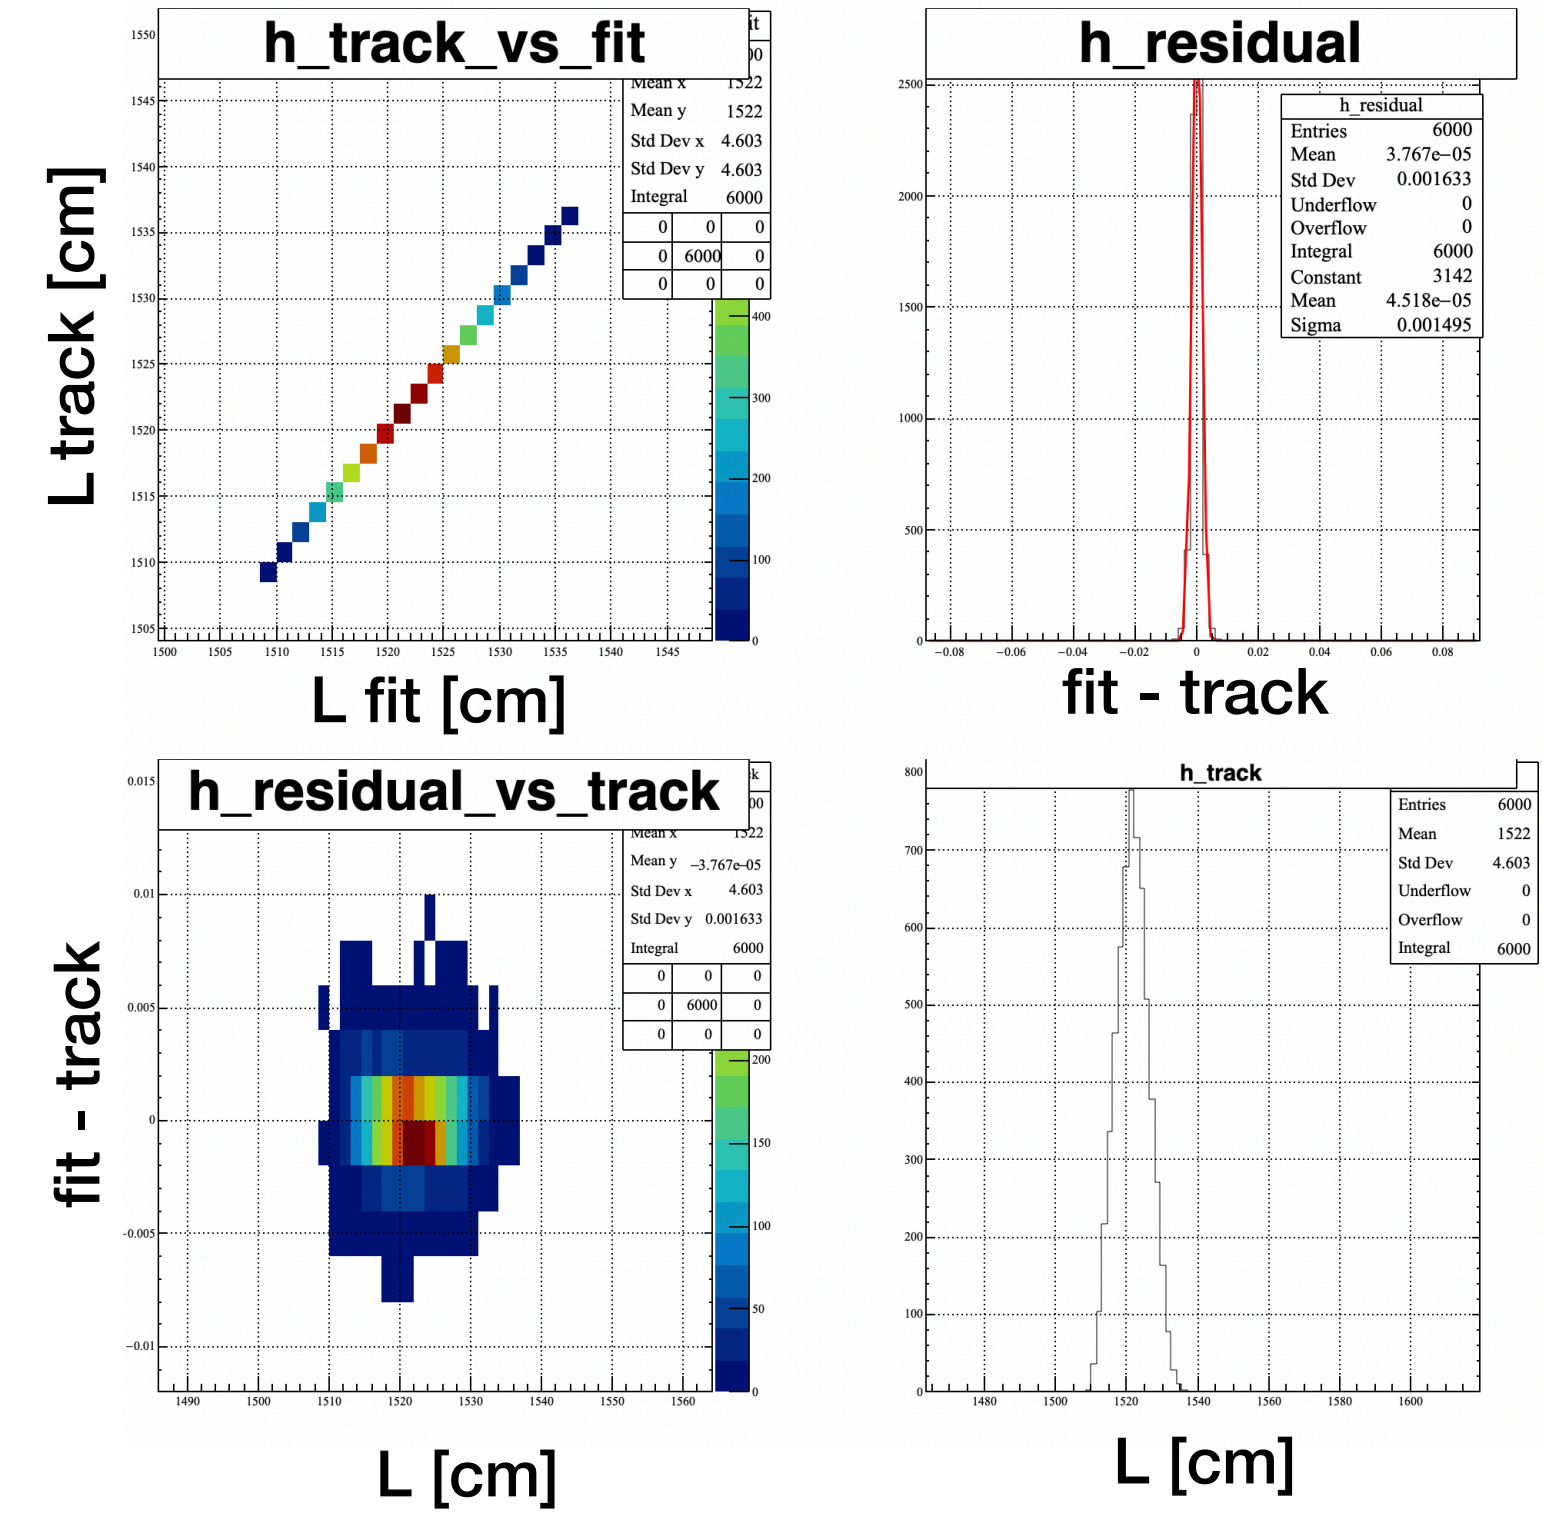 h_track_vs_fit
it
00
Mean x 1522
Mean y 1522
Std Dev x 4.603
Std Dev y 4.603
Integral 6000
0 0 0
0 6000 0
0 0 0
1550
1545
1540
1535
1530
1525
1520
1515
1510
1505
1500 1505 1510 1515 1520 1525 1530 1535 1540 1545
400
300
200
100
0
L track [cm]
L fit [cm]
h_residual
h_residual
Entries 6000
Mean 3.767e−05
Std Dev 0.001633
Underflow 0
Overflow 0
Integral 6000
Constant 3142
Mean 4.518e−05
Sigma 0.001495
2500
2000
1500
1000
500
0
−0.08 −0.06 −0.04 −0.02 0 0.02 0.04 0.06 0.08
fit - track
h_residual_vs_track
k
00
Mean x 1522
Mean y −3.767e−05
Std Dev x 4.603
Std Dev y 0.001633
Integral 6000
0 0 0
0 6000 0
0 0 0
0.015
0.01
0.005
0
-0.005
−0.01
1490 1500 1510 1520 1530 1540 1550 1560
200
150
100
50
0
fit - track
L [cm]
h_track
Entries 6000
Mean 1522
Std Dev 4.603
Underflow 0
Overflow 0
Integral 6000
800
700
600
500
400
300
200
100
0
1480 1500 1520 1540 1560 1580 1600
L [cm]